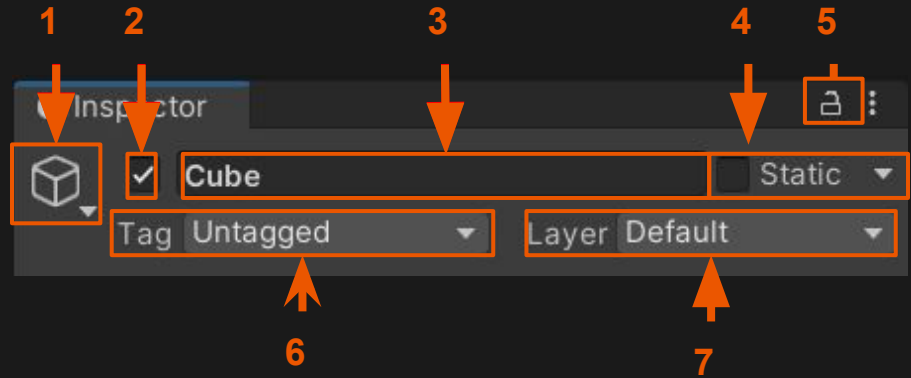 1 2 3 4 5
Inspector
Cube Static
Tag Untagged Layer Default
6 7